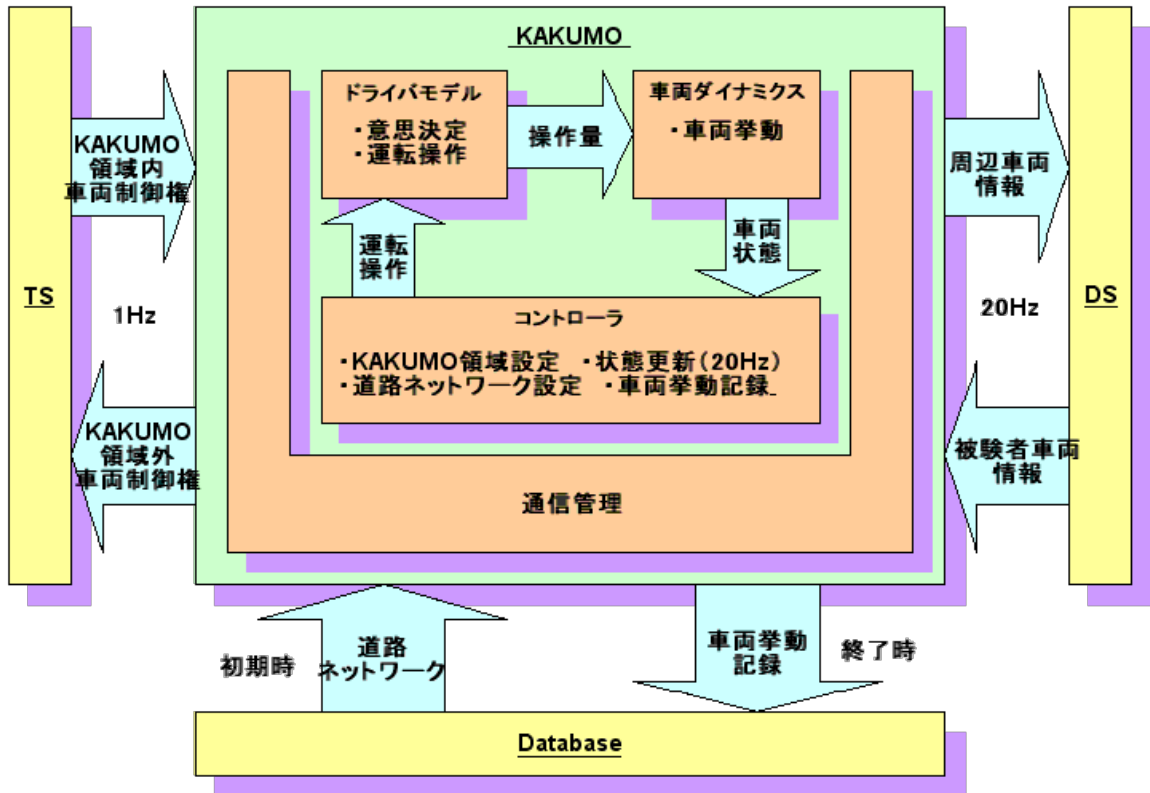 KAKUMO
ドライバモデル
・意思決定
・運転操作
操作量
車両ダイナミクス
・車両挙動
KAKUMO
領域内
車両制御権
周辺車両
情報
運転
操作
車両
状態
TS
1Hz
20Hz
DS
コントローラ
・KAKUMO領域設定 ・状態更新(20Hz)
・道路ネットワーク設定 ・車両挙動記録
KAKUMO
領域外
車両制御権
被験者車両
情報
通信管理
初期時
道路
ネットワーク
車両挙動
記録
終了時
Database